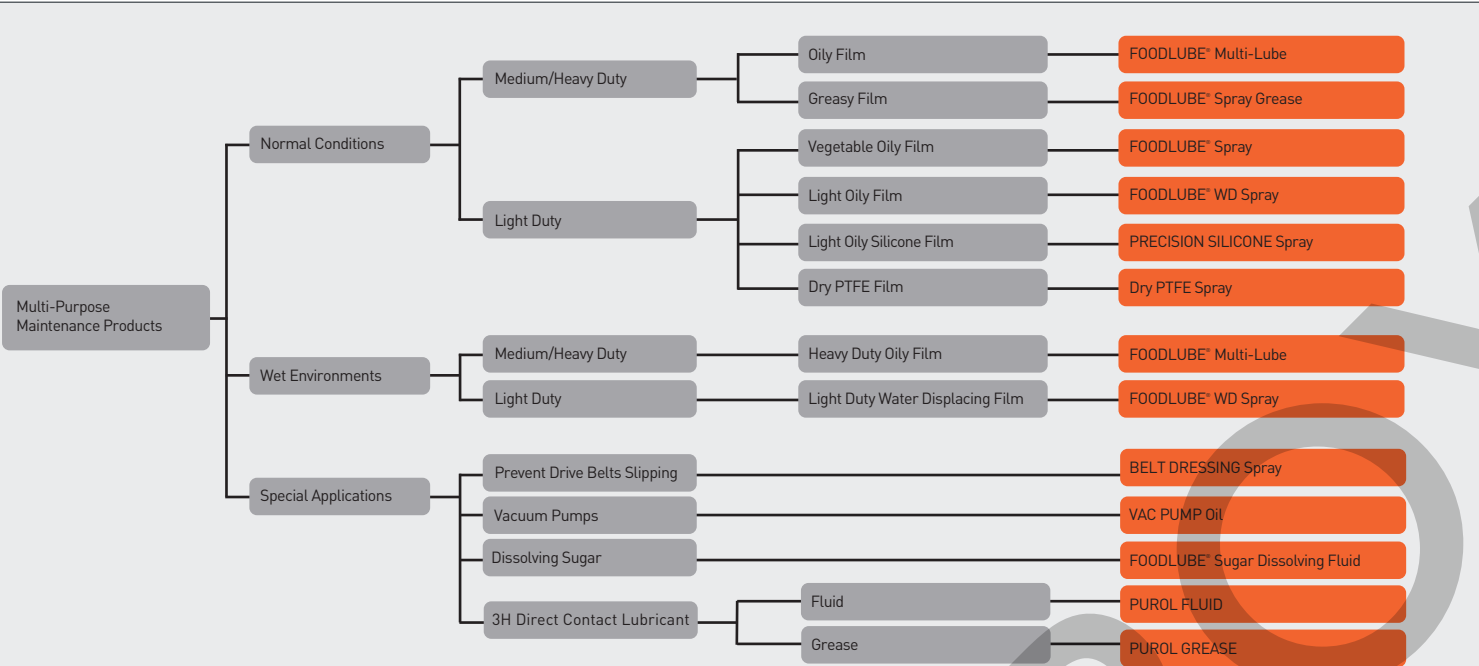 Multi-Purpose
Maintenance Products
Normal Conditions
Medium/Heavy Duty
Oily Film
FOODLUBE® Multi-Lube
Greasy Film
FOODLUBE® Spray Grease
Light Duty
Vegetable Oily Film
FOODLUBE® Spray
Light Oily Film
FOODLUBE® WD Spray
Light Oily Silicone Film
PRECISION SILICONE Spray
Dry PTFE Film
Dry PTFE Spray
Wet Environments
Medium/Heavy Duty
Heavy Duty Oily Film
FOODLUBE® Multi-Lube
Light Duty
Light Duty Water Displacing Film
FOODLUBE® WD Spray
Special Applications
Prevent Drive Belts Slipping
BELT DRESSING Spray
Vacuum Pumps
VAC PUMP Oil
Dissolving Sugar
FOODLUBE® Sugar Dissolving Fluid
3H Direct Contact Lubricant
Fluid
PUROL FLUID
Grease
PUROL GREASE